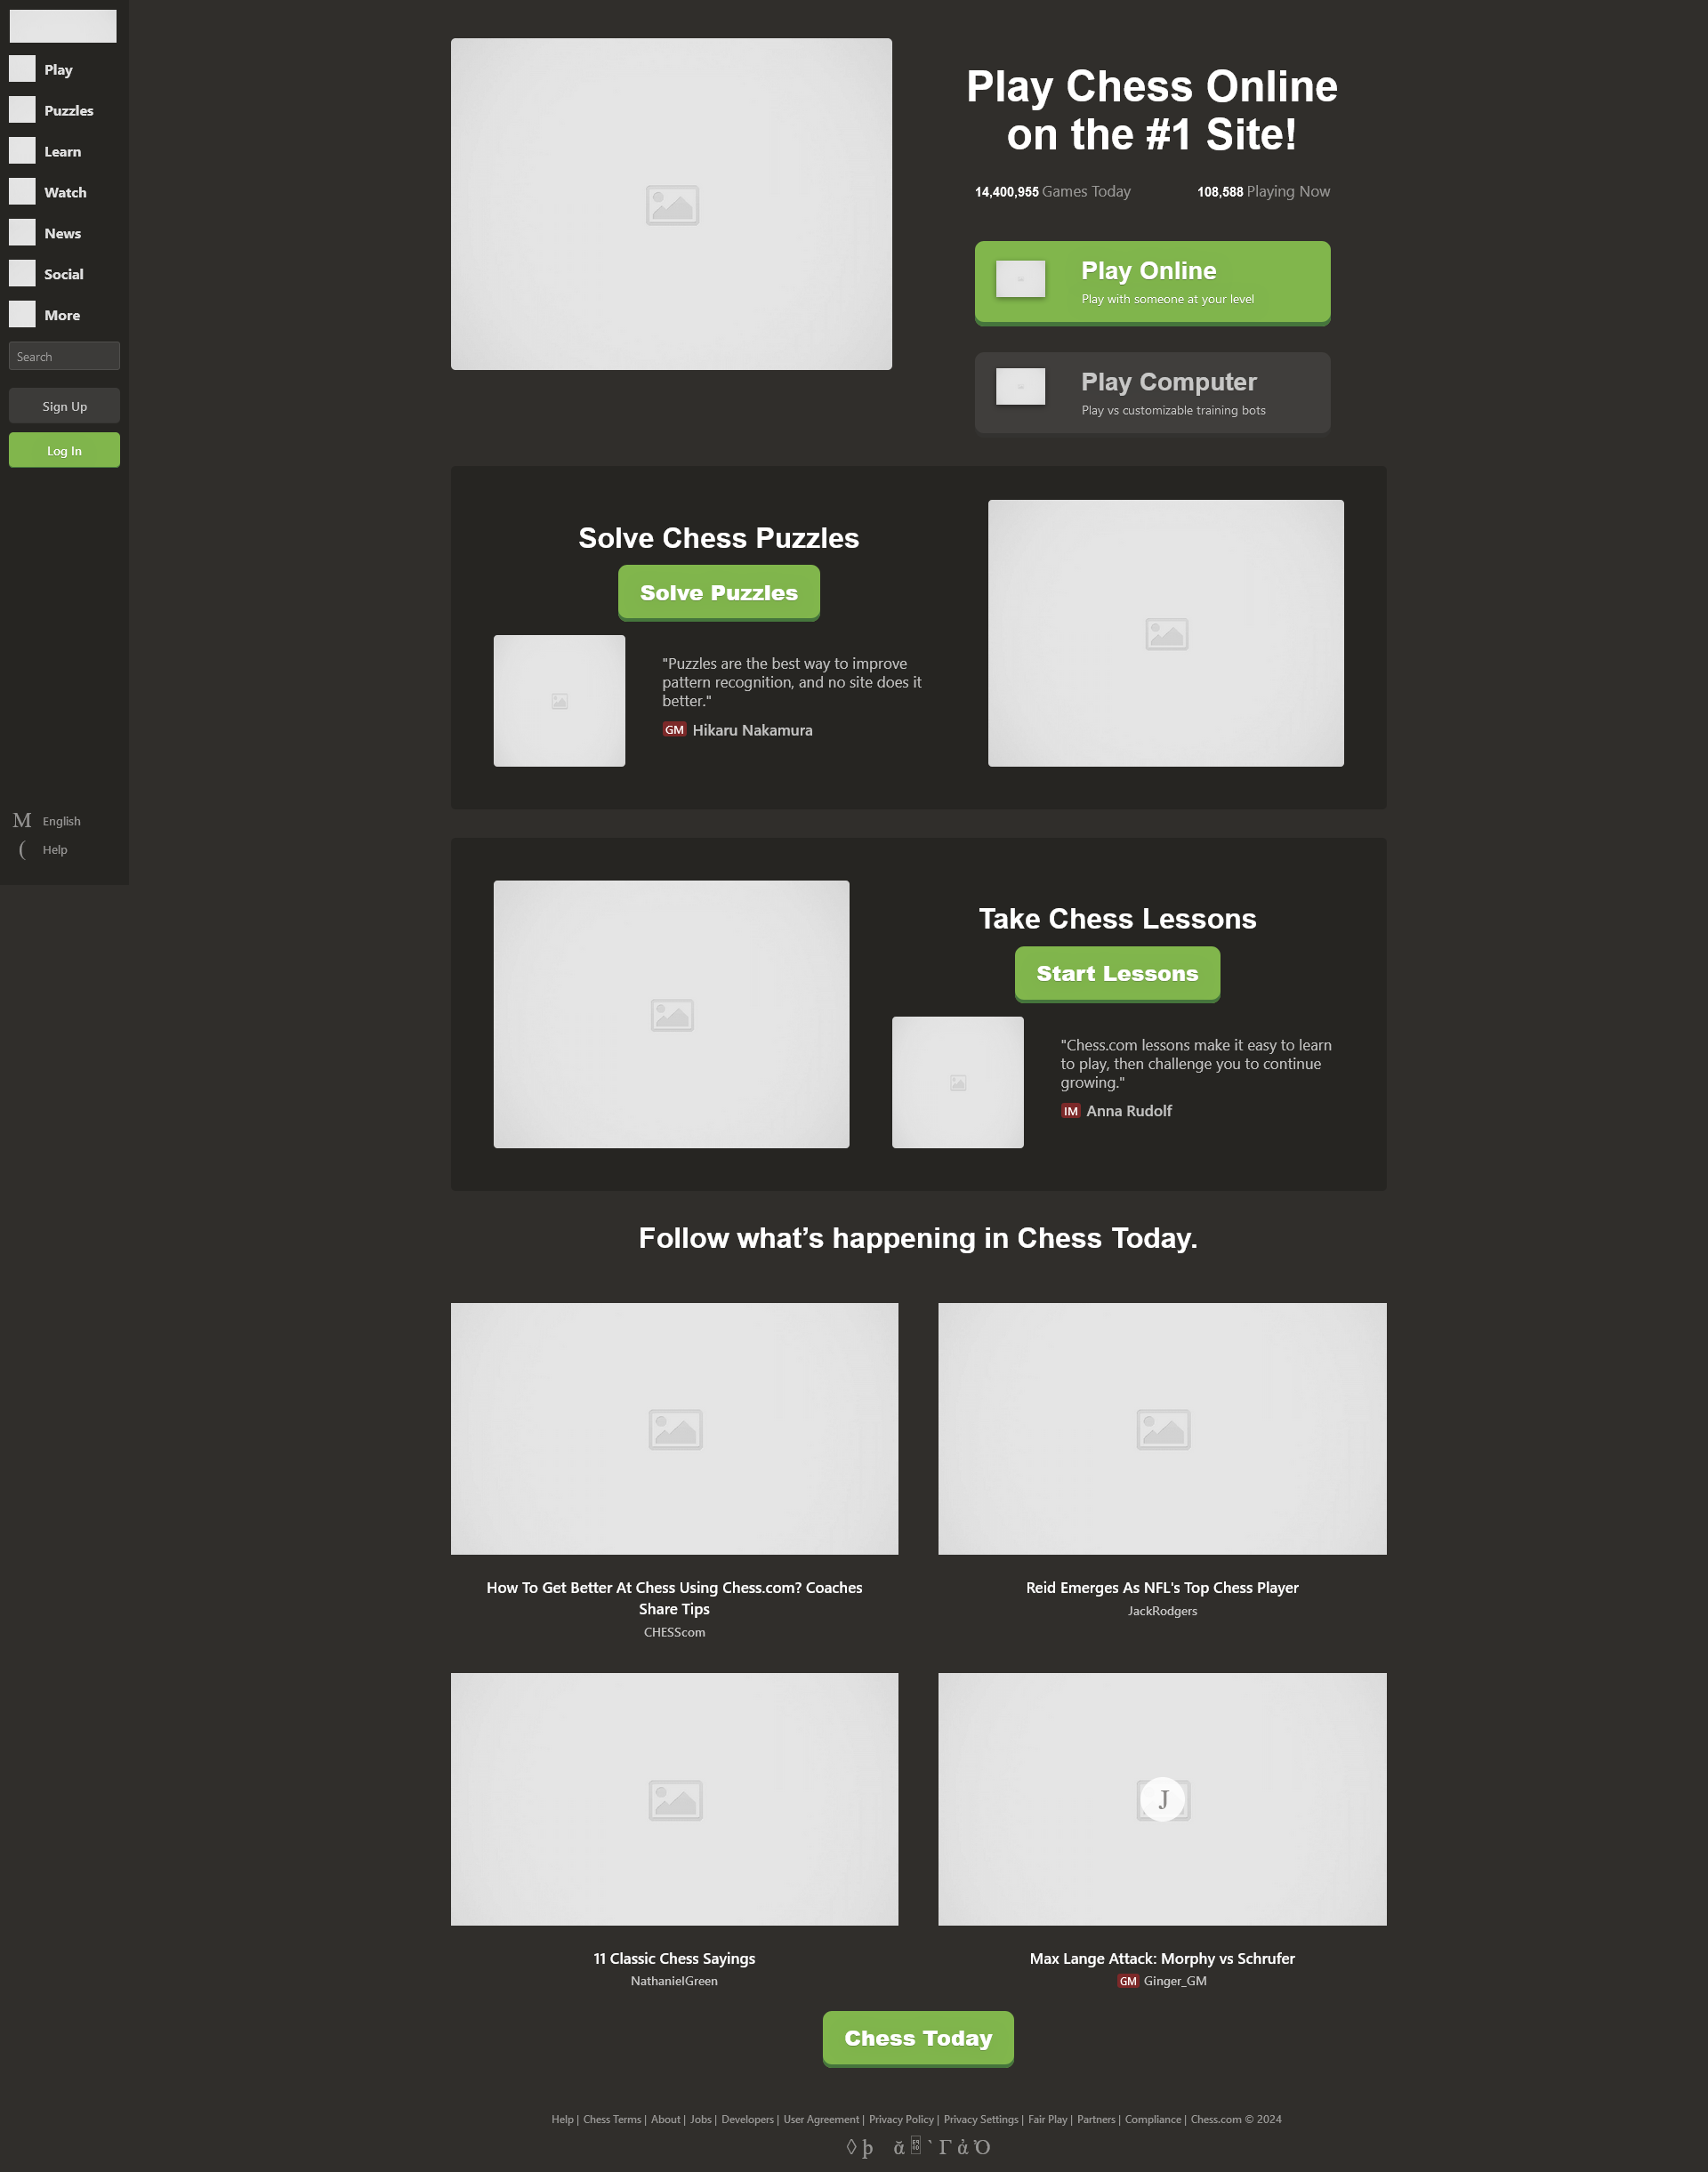 Play
Puzzles
Learn
Watch
News
Social
More
Search
Sign Up
Log In
M English
( Help
Play Chess Online
on the #1 Site!
14,400,955 Games Today 108,588 Playing Now
Play Online
Play with someone at your level
Play Computer
Play vs customizable training bots
Solve Chess Puzzles
Solve Puzzles
"Puzzles are the best way to improve
pattern recognition, and no site does it
better."
GM Hikaru Nakamura
Take Chess Lessons
Start Lessons
"Chess.com lessons make it easy to learn
to play, then challenge you to continue
growing."
IM Anna Rudolf
Follow what’s happening in Chess Today.
How To Get Better At Chess Using Chess.com? Coaches
Share Tips
CHESScom
Reid Emerges As NFL's Top Chess Player
JackRodgers
11 Classic Chess Sayings
NathanielGreen
J
Max Lange Attack: Morphy vs Schrufer
GM Ginger_GM
Chess Today
Help | Chess Terms | About | Jobs | Developers | User Agreement | Privacy Policy | Privacy Settings | Fair Play | Partners | Compliance | Chess.com © 2024